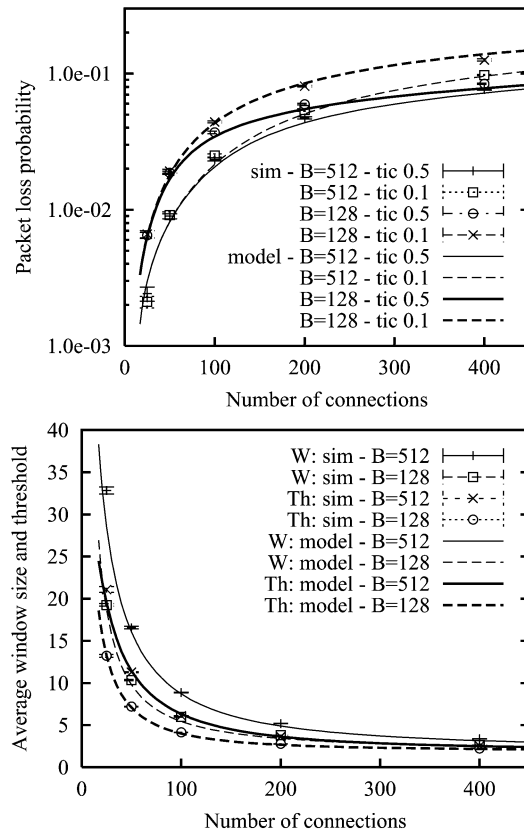 Packet loss probability
1.0e-01
1.0e-02
1.0e-03
sim - B=512 - tic 0.5
B=512 - tic 0.1
B=128 - tic 0.5
B=128 - tic 0.1
model - B=512 - tic 0.5
B=512 - tic 0.1
B=128 - tic 0.5
B=128 - tic 0.1
0 100 200 300 400
Number of connections
Average window size and threshold
40
35
30
25
20
15
10
5
0
W: sim - B=512
W: sim - B=128
Th: sim - B=512
Th: sim - B=128
W: model - B=512
W: model - B=128
Th: model - B=512
Th: model - B=128
0 100 200 300 400
Number of connections